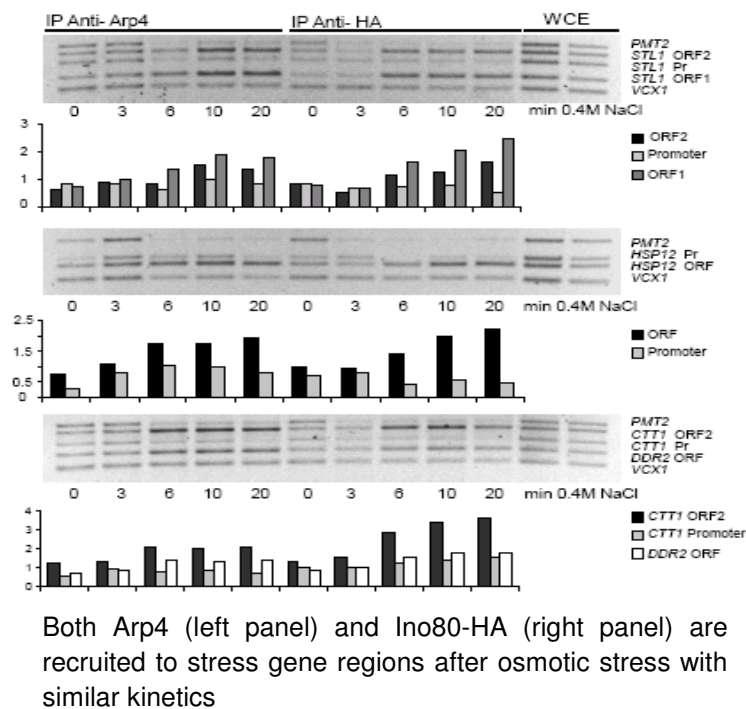 IP Anti- Arp4 IP Anti- HA WCE
PMT2
STL1 ORF2
STL1 Pr
STL1 ORF1
VCX1
0 3 6 10 20 0 3 6 10 20 min 0.4M NaCl
3
2
1
0
ORF2
Promoter
ORF1
PMT2
HSP12 Pr
HSP12 ORF
VCX1
0 3 6 10 20 0 3 6 10 20 min 0.4M NaCl
2.5
1.5
0.5
0
ORF
Promoter
PMT2
CTT1 ORF2
CTT1 Pr
DDR2 ORF
VCX1
0 3 6 10 20 0 3 6 10 20 min 0.4M NaCl
4
3
2
1
0
CTT1 ORF2
CTT1 Promoter
DDR2 ORF
Both Arp4 (left panel) and Ino80-HA (right panel) are
recruited to stress gene regions after osmotic stress with
similar kinetics